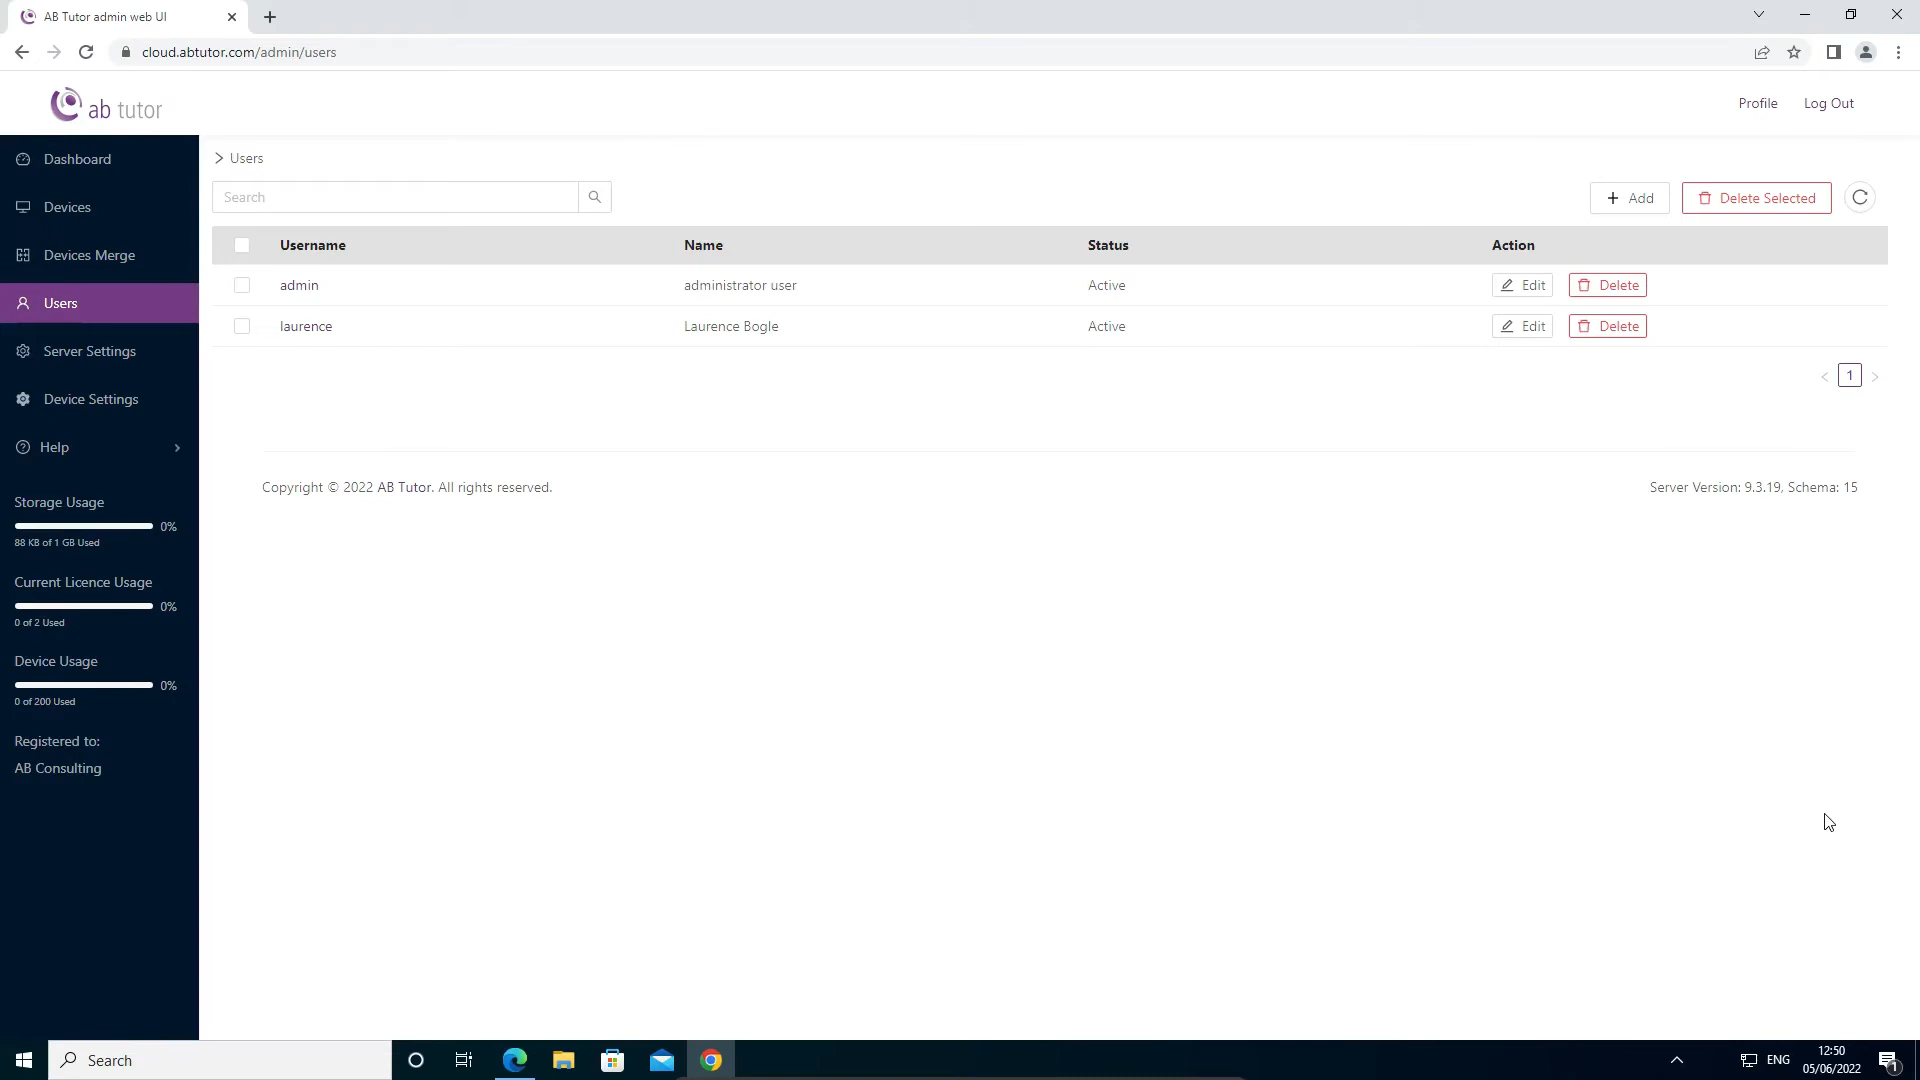 AB Tutor admin web UI
cloud.abtutor.com/admin/users
ab tutor
Profile Log Out
Dashboard
Devices
Devices Merge
Users
Server Settings
Device Settings
Help
Storage Usage
0%
88 KB of 1 GB Used
Current Licence Usage
0%
0 of 2 Used
Device Usage
0%
0 of 200 Used
Registered to:
AB Consulting
Users
Search
Add Delete Selected
Username Name Status Action
admin administrator user Active Edit Delete
laurence Laurence Bogle Active Edit Delete
< 1 >
Copyright © 2022 AB Tutor. All rights reserved.
Server Version: 9.3.19, Schema: 15
Search
ENG
12:50
05/06/2022
1